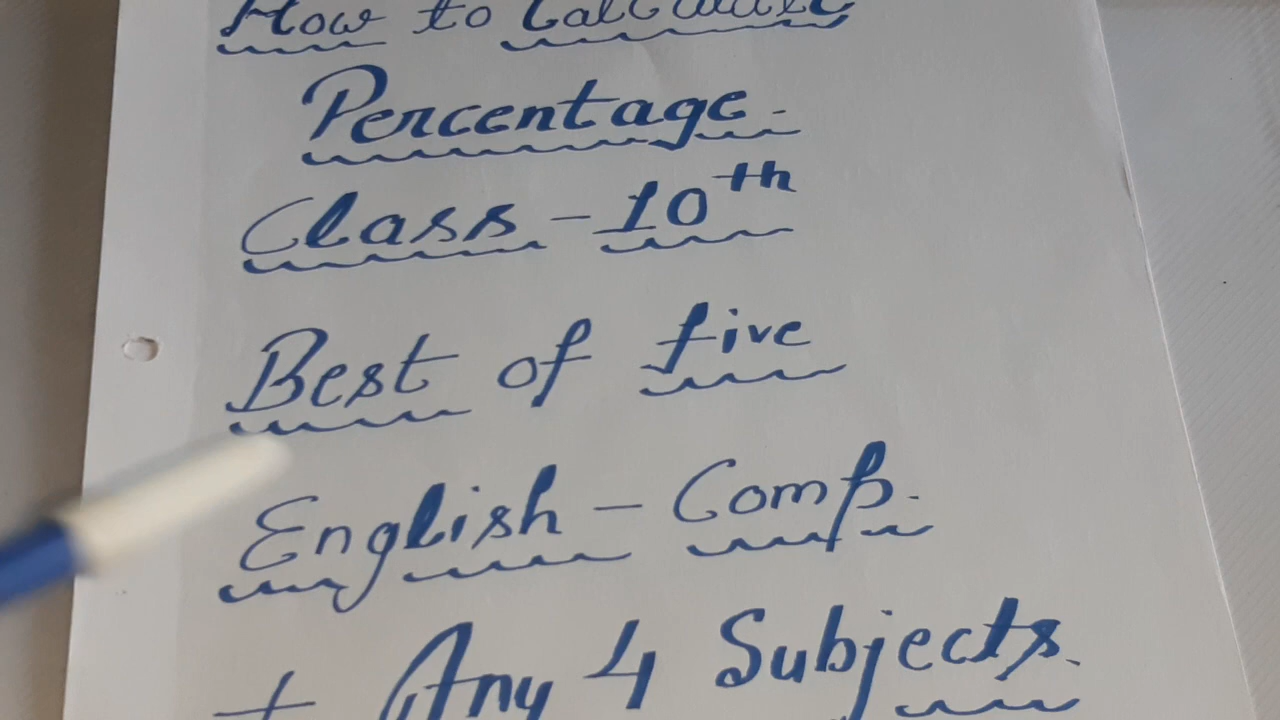 How to Calculate
Percentage -
Class - 10th
Best of five
English - Comp.
+ Any 4 Subjects.